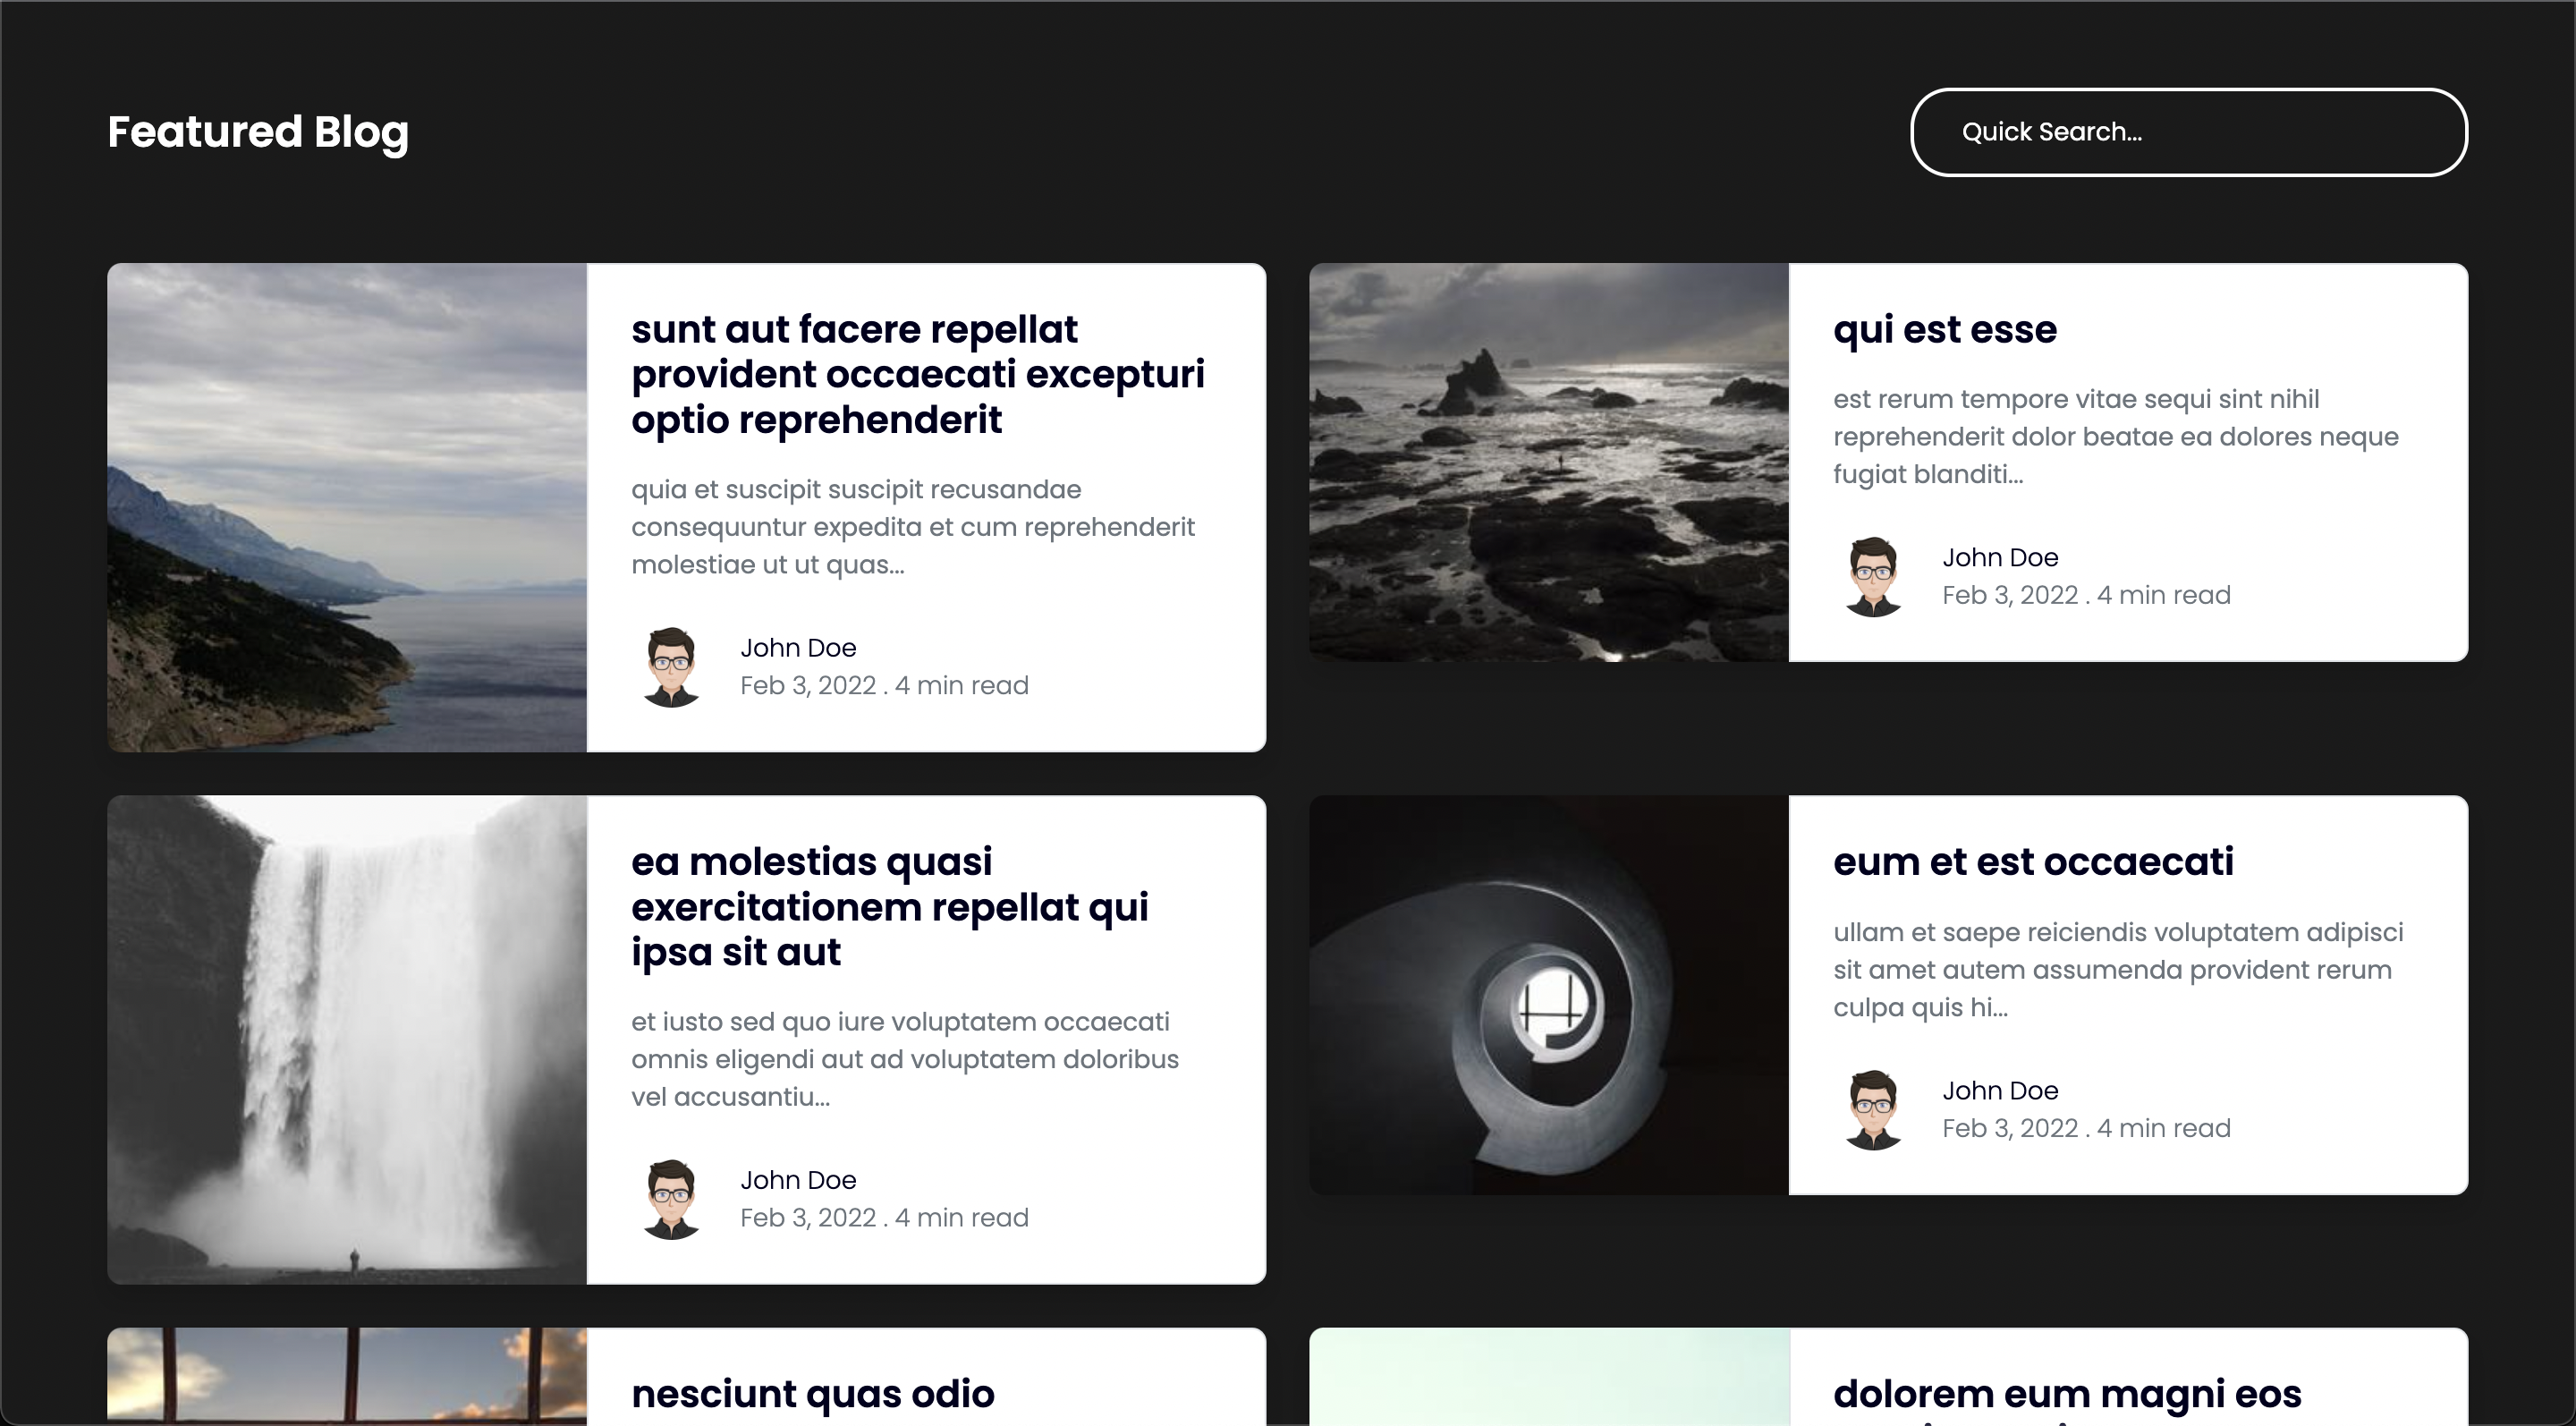 Featured Blog
Quick Search...
sunt aut facere repellat
provident occaecati excepturi
optio reprehenderit
quia et suscipit suscipit recusandae
consequuntur expedita et cum reprehenderit
molestiae ut ut quas...
John Doe
Feb 3, 2022 . 4 min read
qui est esse
est rerum tempore vitae sequi sint nihil
reprehenderit dolor beatae ea dolores neque
fugiat blanditi...
John Doe
Feb 3, 2022 . 4 min read
ea molestias quasi
exercitationem repellat qui
ipsa sit aut
et iusto sed quo iure voluptatem occaecati
omnis eligendi aut ad voluptatem doloribus
vel accusantiu...
John Doe
Feb 3, 2022 . 4 min read
eum et est occaecati
ullam et saepe reiciendis voluptatem adipisci
sit amet autem assumenda provident rerum
culpa quis hi...
John Doe
Feb 3, 2022 . 4 min read
nesciunt quas odio
dolorem eum magni eos